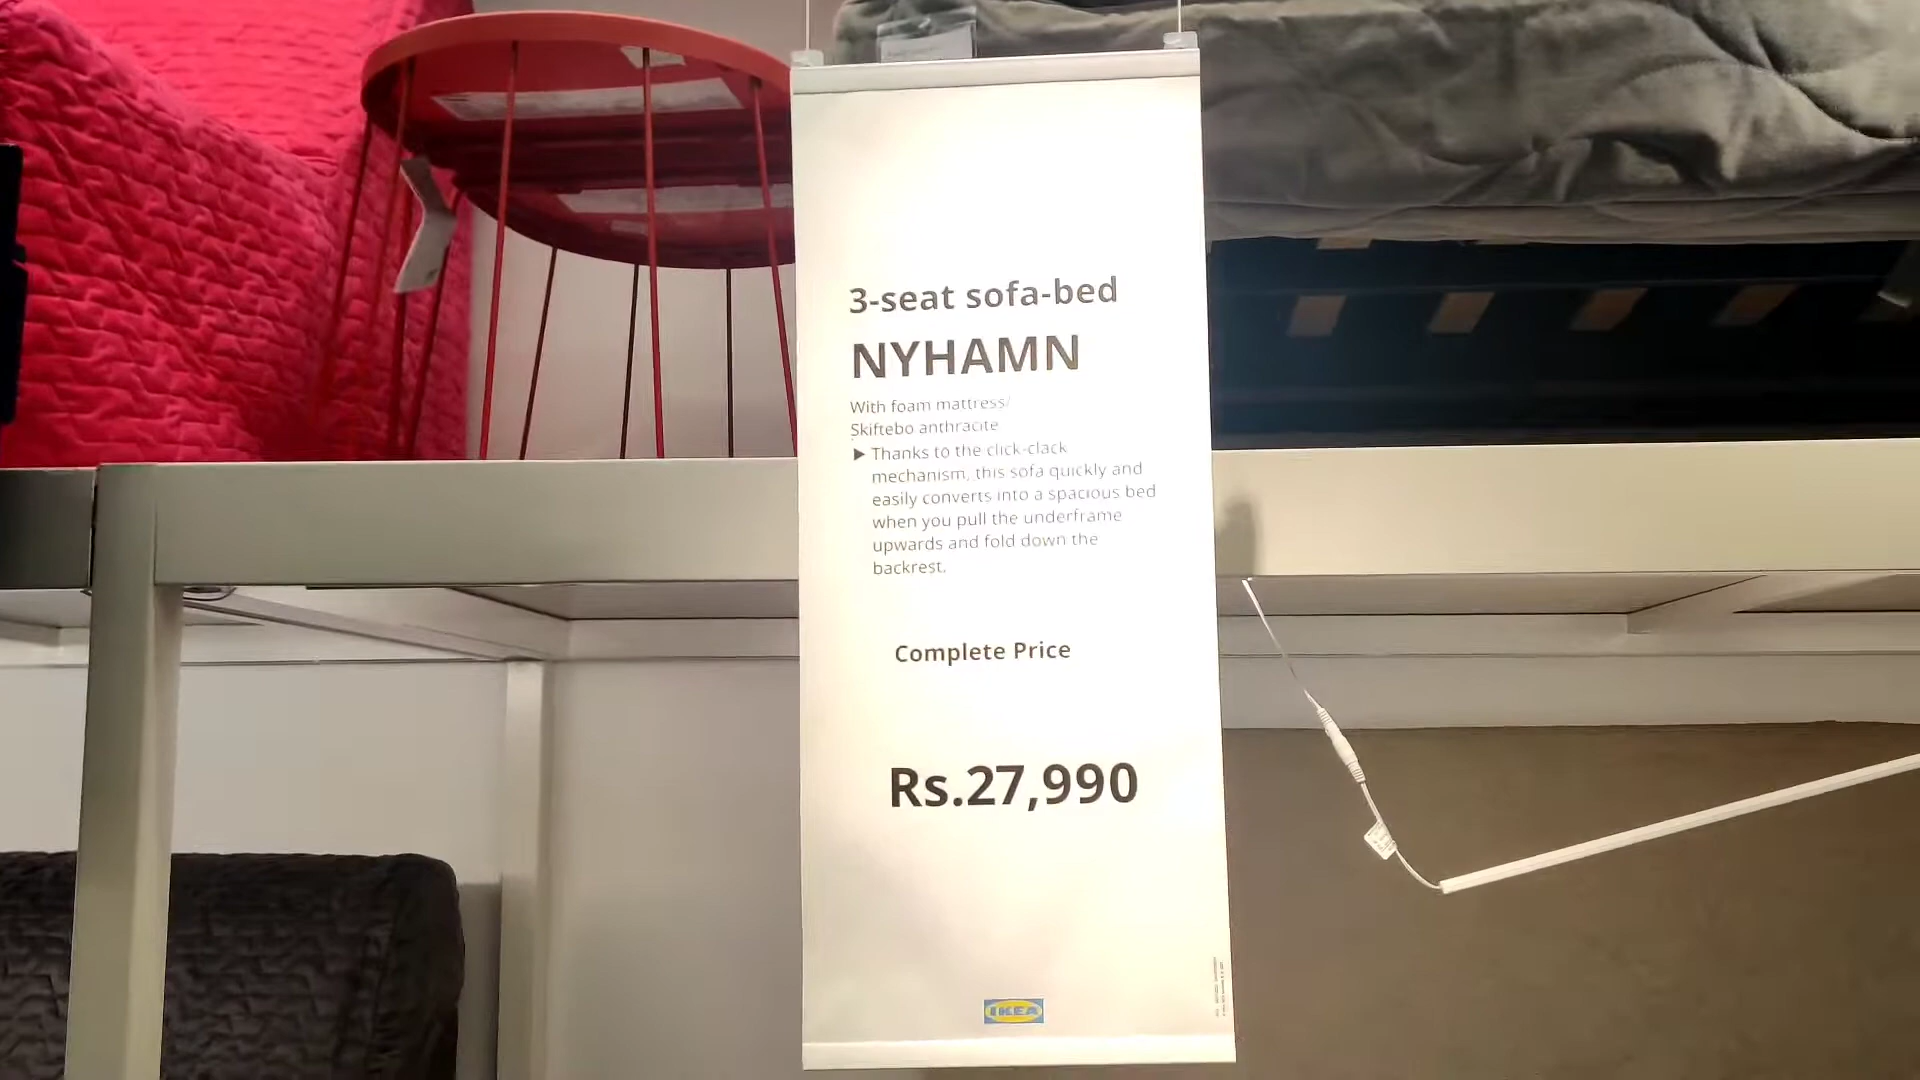 3-seat sofa-bed
NYHAMN
With foam mattress/
Skiftebo anthracite
▶ Thanks to the click-clack
mechanism, this sofa quickly and
easily converts into a spacious bed
when you pull the underframe
upwards and fold down the
backrest.
Complete Price
Rs.27,990
IKEA